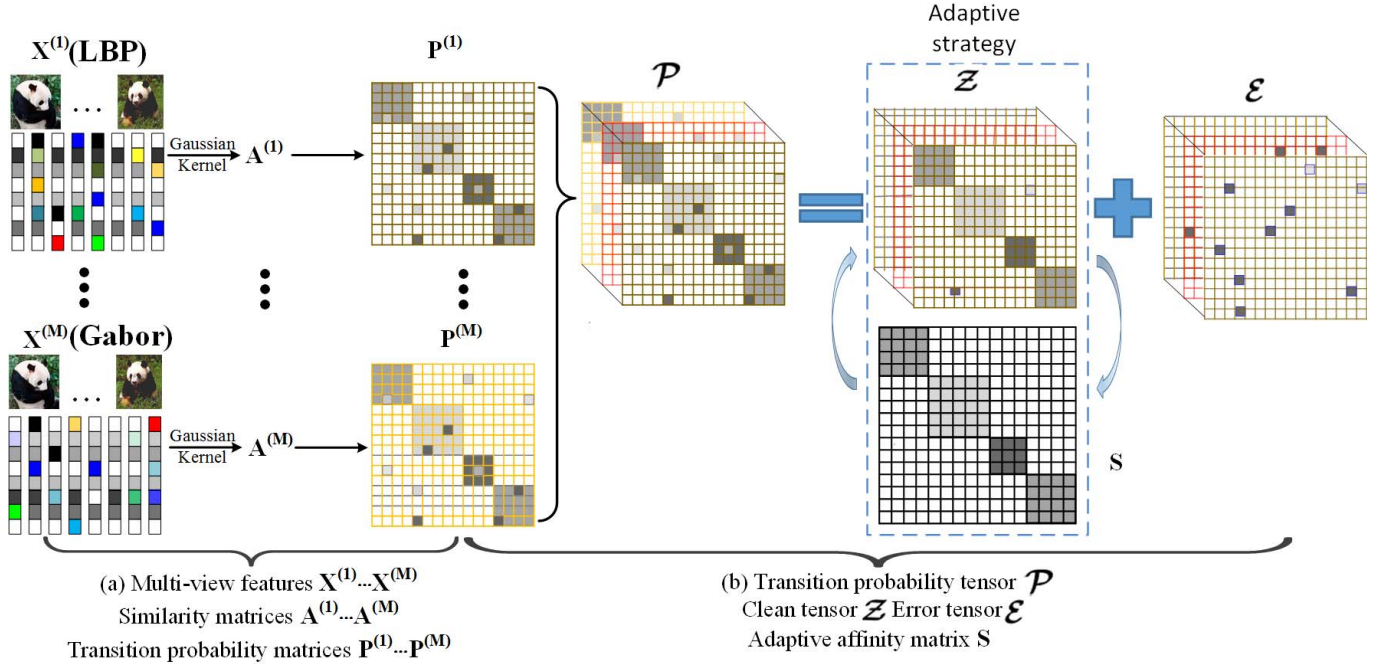 Adaptive
strategy
X^(1)(LBP)
P^(1)
𝒫
𝒵
ℰ
...
Gaussian
Kernel
A^(1)
X^(M)(Gabor)
P^(M)
...
Gaussian
Kernel
A^(M)
S
(a) Multi-view features X^(1)...X^(M)
Similarity matrices A^(1)...A^(M)
Transition probability matrices P^(1)...P^(M)
(b) Transition probability tensor 𝒫
Clean tensor 𝒵 Error tensor ℰ
Adaptive affinity matrix S